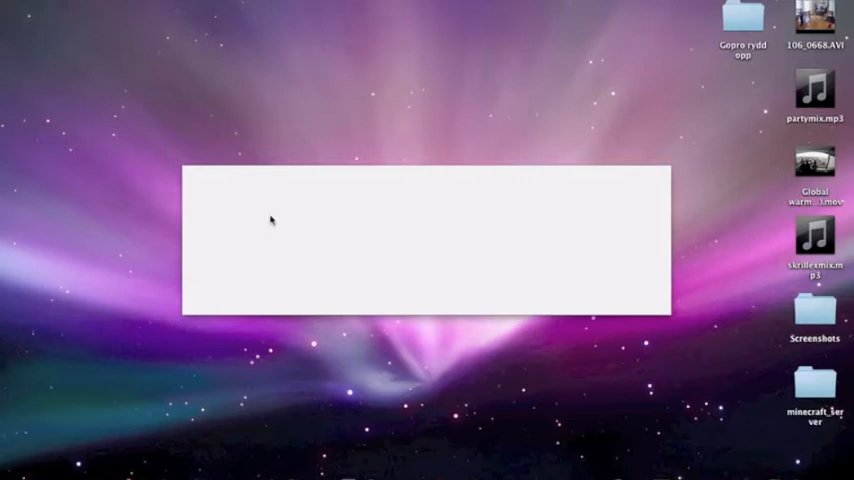 Gopro rydd
opp
106_0668.AVI
partymix.mp3
Global
warm...).mov
skrillexmix.m
p3
Screenshots
minecraft_ser
ver